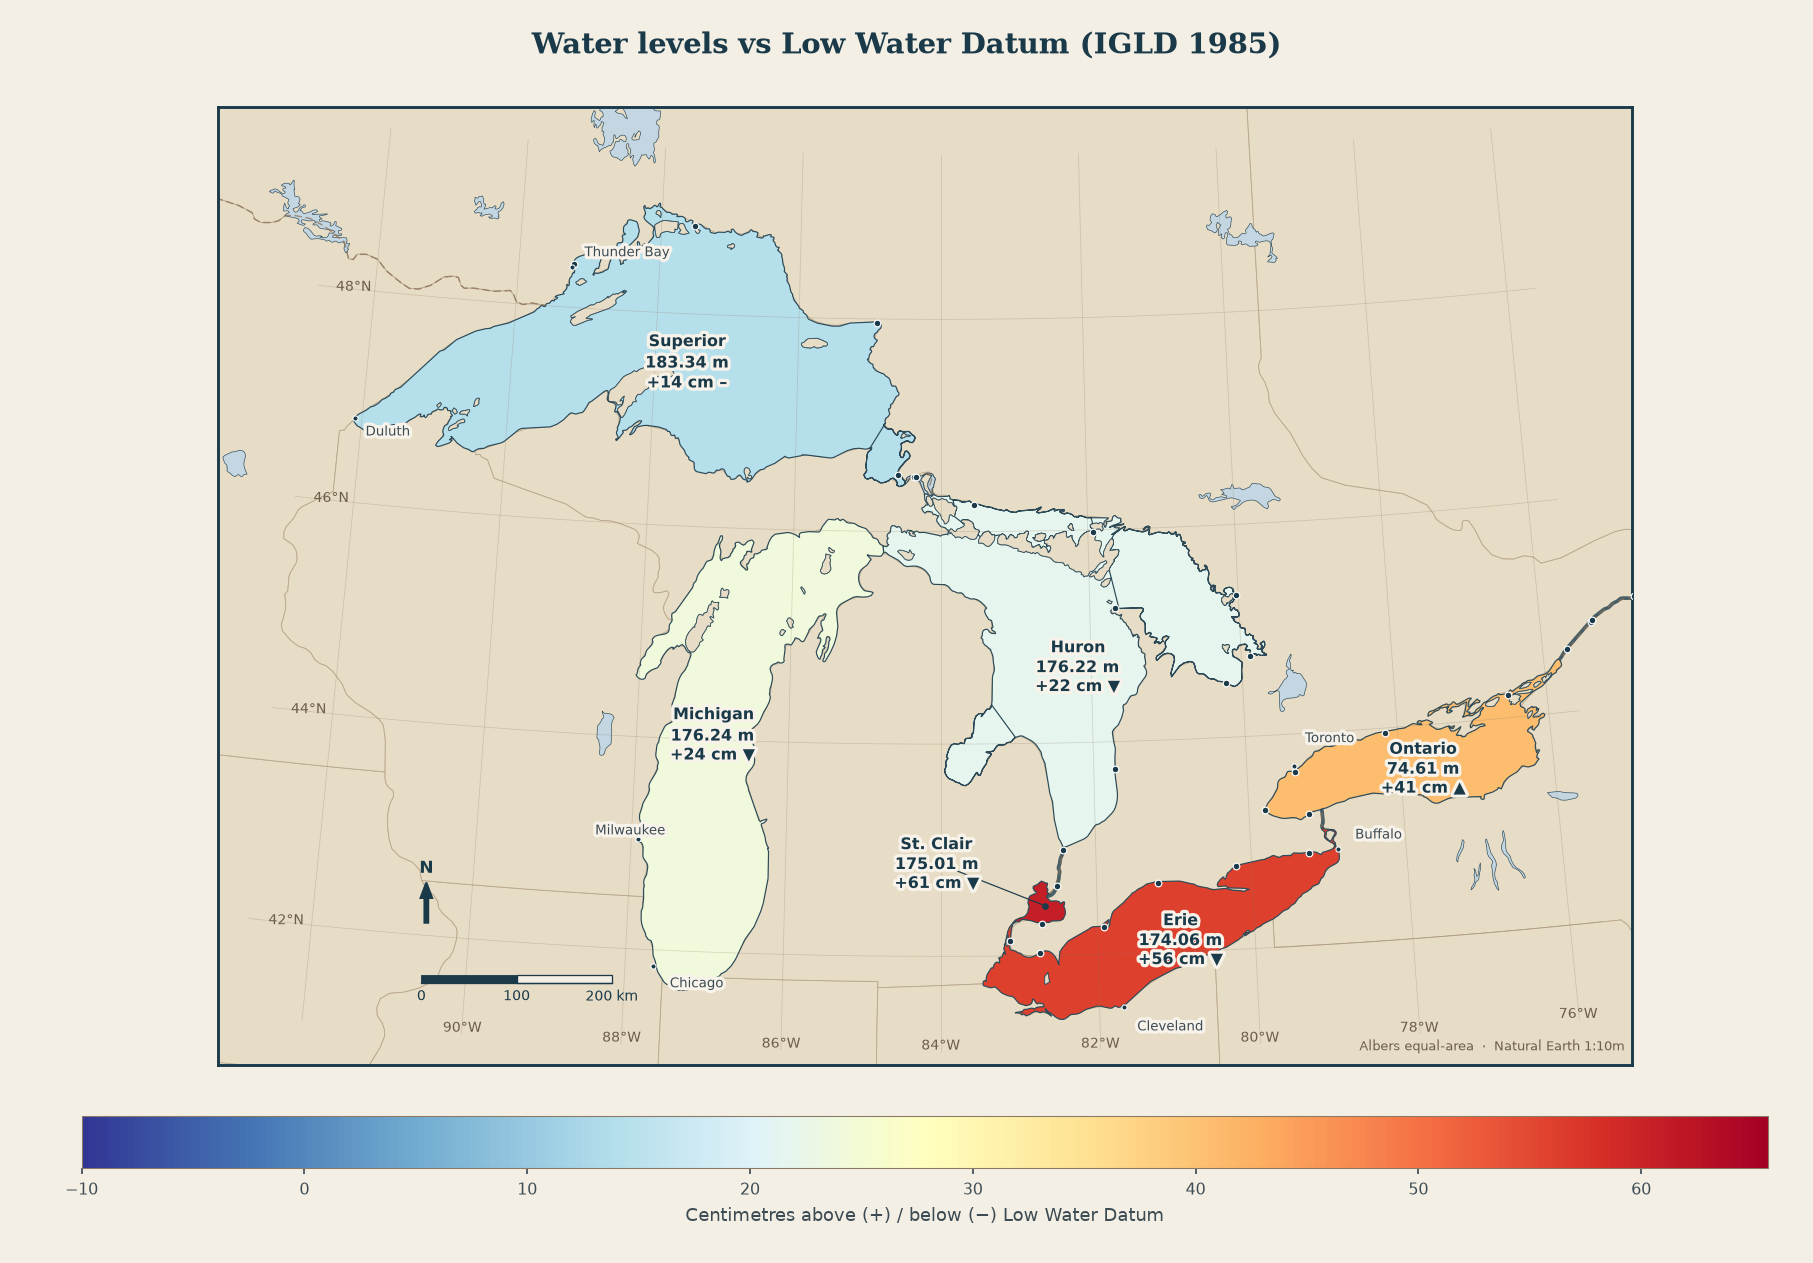 Water levels vs Low Water Datum (IGLD 1985)
Thunder Bay
48°N
Superior
183.34 m
+14 cm –
Duluth
46°N
Huron
176.22 m
+22 cm ▼
44°N
Michigan
176.24 m
+24 cm ▼
Toronto
Ontario
74.61 m
+41 cm ▲
Milwaukee
Buffalo
St. Clair
175.01 m
+61 cm ▼
N
42°N
Erie
174.06 m
+56 cm ▼
Chicago
0 100 200 km
Cleveland
90°W 88°W 86°W 84°W 82°W 80°W 78°W 76°W
Albers equal-area · Natural Earth 1:10m
−10 0 10 20 30 40 50 60
Centimetres above (+) / below (−) Low Water Datum